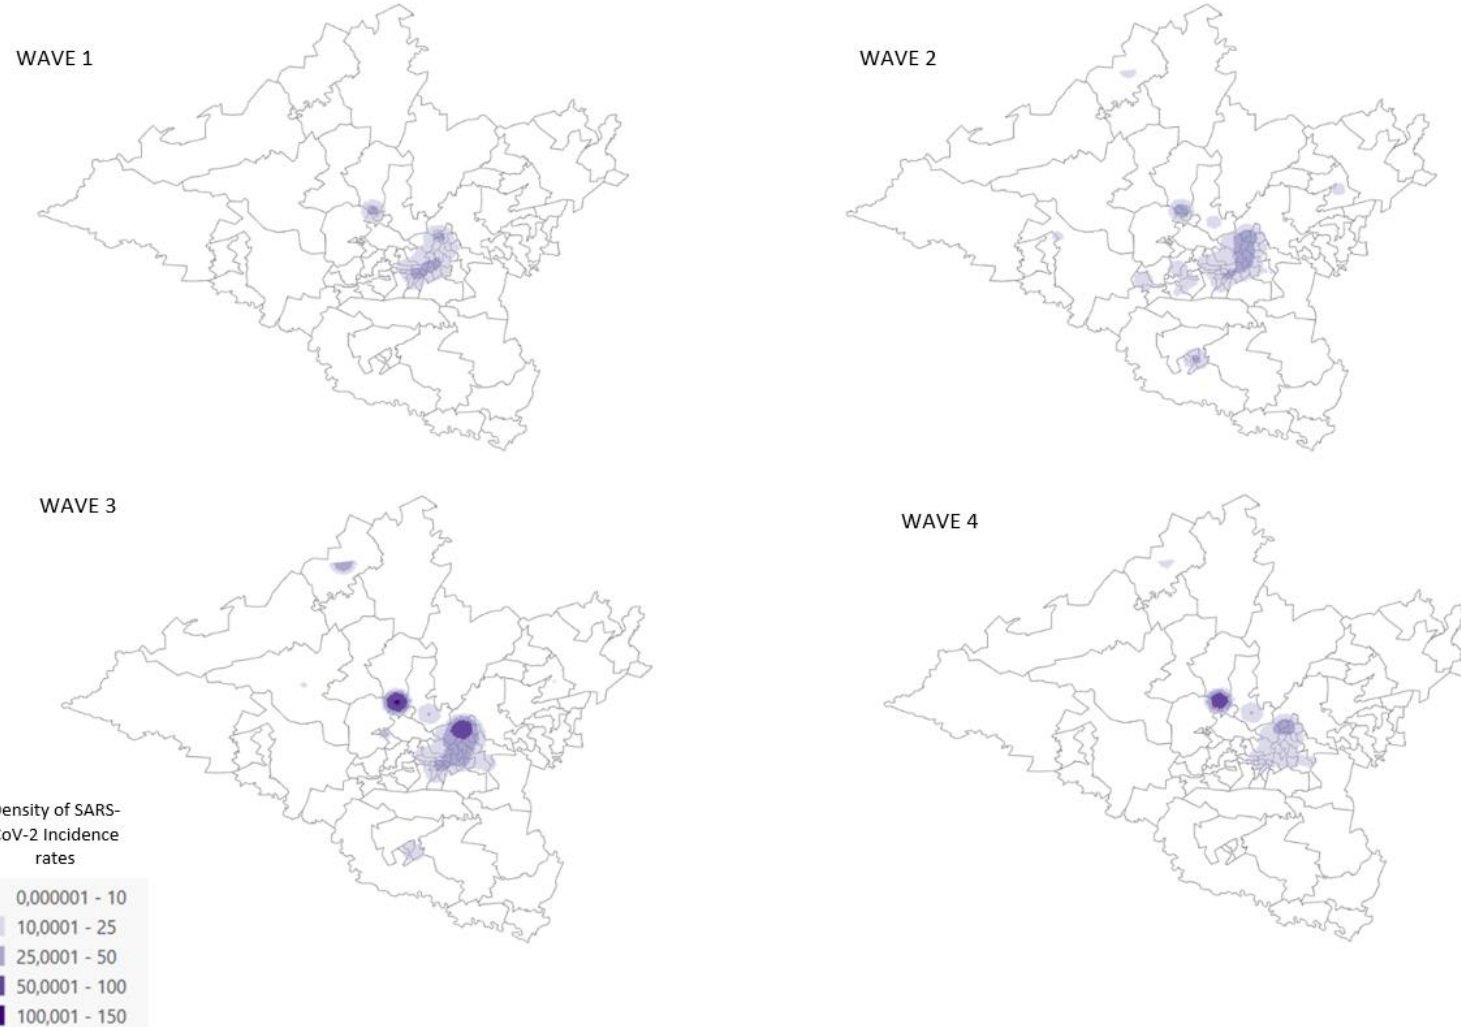 WAVE 1
WAVE 2
WAVE 3
WAVE 4
ensity of SARS-
CoV-2 Incidence
rates
0,000001 - 10
10,0001 - 25
25,0001 - 50
50,0001 - 100
100,001 - 150